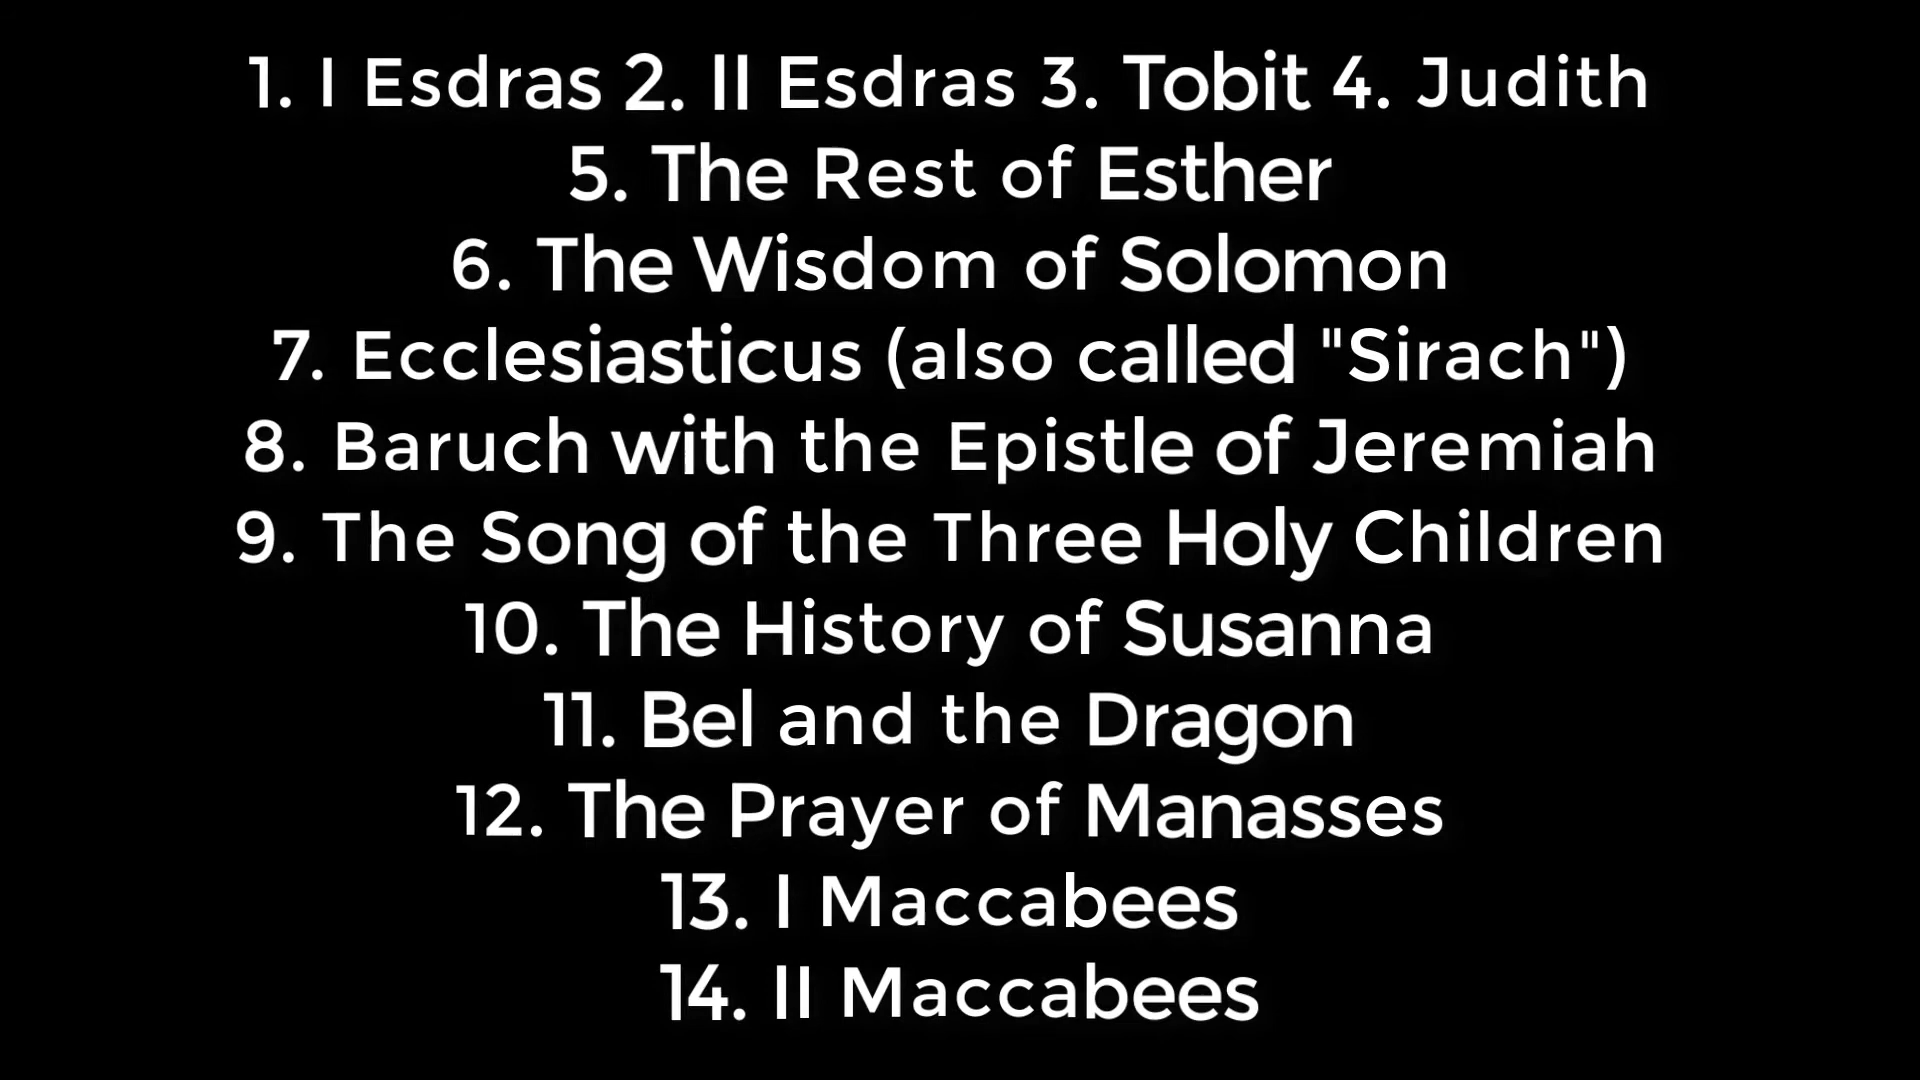 1. I Esdras 2. II Esdras 3. Tobit 4. Judith
5. The Rest of Esther
6. The Wisdom of Solomon
7. Ecclesiasticus (also called "Sirach")
8. Baruch with the Epistle of Jeremiah
9. The Song of the Three Holy Children
10. The History of Susanna
11. Bel and the Dragon
12. The Prayer of Manasses
13. I Maccabees
14. II Maccabees